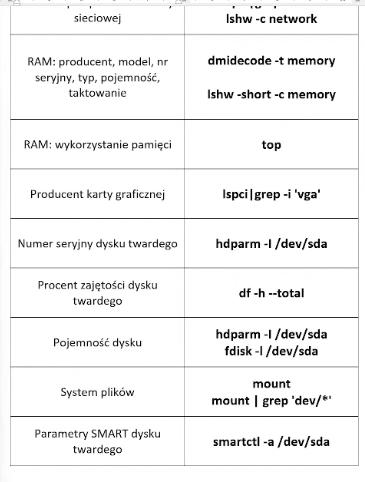 sieciowej
lshw -c network
RAM: producent, model, nr
seryjny, typ, pojemność,
taktowanie
dmidecode -t memory
lshw -short -c memory
RAM: wykorzystanie pamięci
top
Producent karty graficznej
lspci|grep -i 'vga'
Numer seryjny dysku twardego
hdparm -I /dev/sda
Procent zajętości dysku
twardego
df -h --total
Pojemność dysku
hdparm -I /dev/sda
fdisk -l /dev/sda
System plików
mount
mount | grep 'dev/*'
Parametry SMART dysku
twardego
smartctl -a /dev/sda